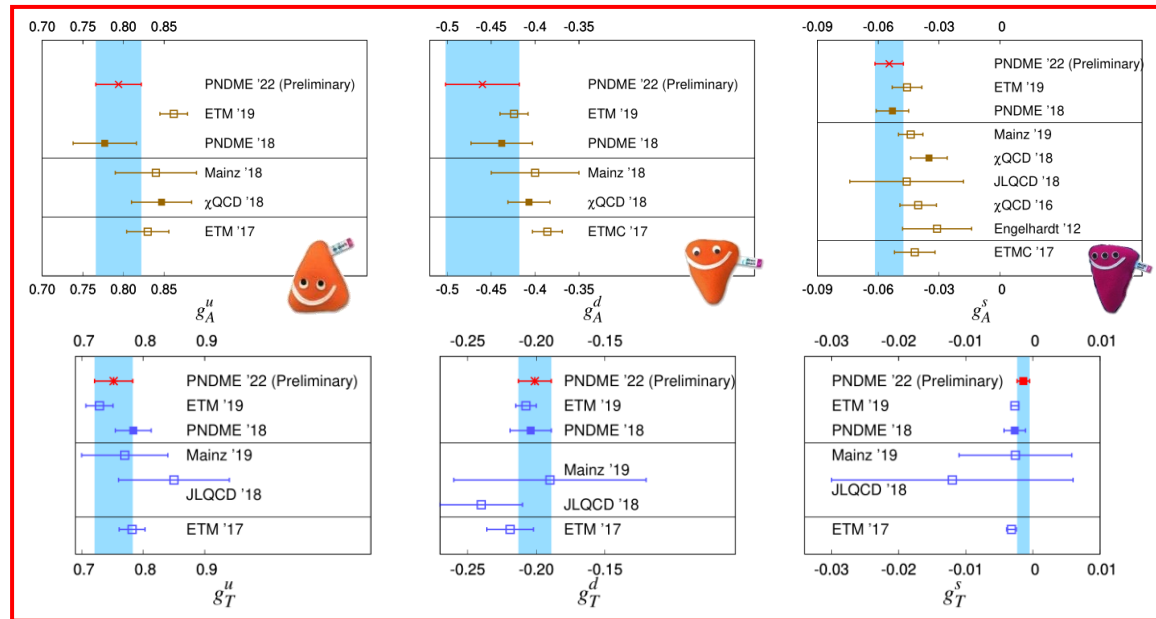 0.70 0.75 0.80 0.85
PNDME '22 (Preliminary)
ETM '19
PNDME '18
Mainz '18
χQCD '18
ETM '17
0.70 0.75 0.80 0.85
g_A^u
-0.5 -0.45 -0.4 -0.35
PNDME '22 (Preliminary)
ETM '19
PNDME '18
Mainz '18
χQCD '18
ETMC '17
-0.5 -0.45 -0.4 -0.35
g_A^d
-0.09 -0.06 -0.03 0
PNDME '22 (Preliminary)
ETM '19
PNDME '18
Mainz '19
χQCD '18
JLQCD '18
χQCD '16
Engelhardt '12
ETMC '17
-0.09 -0.06 -0.03 0
g_A^s
0.7 0.8 0.9
PNDME '22 (Preliminary)
ETM '19
PNDME '18
Mainz '19
JLQCD '18
ETM '17
0.7 0.8 0.9
g_T^u
-0.25 -0.20 -0.15
PNDME '22 (Preliminary)
ETM '19
PNDME '18
Mainz '19
JLQCD '18
ETM '17
-0.25 -0.20 -0.15
g_T^d
-0.03 -0.02 -0.01 0 0.01
PNDME '22 (Preliminary)
ETM '19
PNDME '18
Mainz '19
JLQCD '18
ETM '17
-0.03 -0.02 -0.01 0 0.01
g_T^s